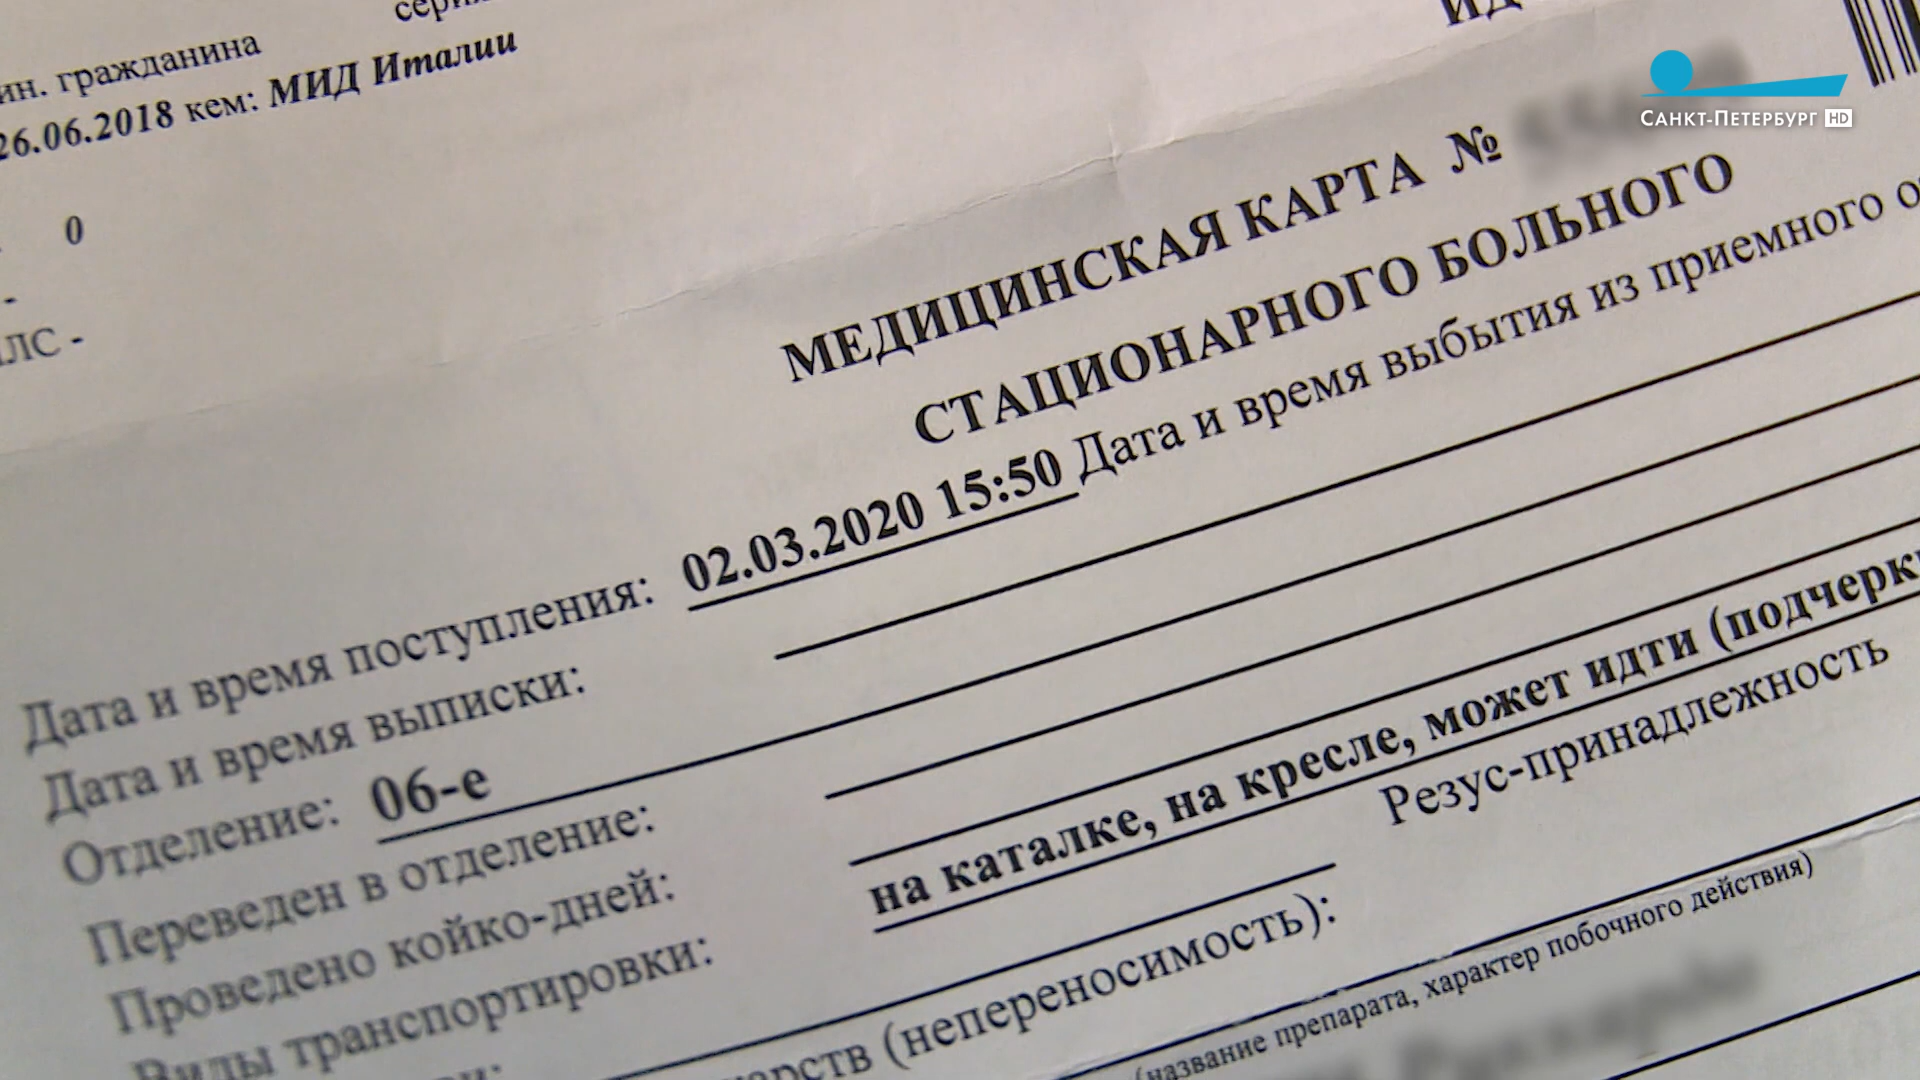 ин. гражданина
26.06.2018 кем: МИД Италии
0
-
-
САНКТ-ПЕТЕРБУРГ HD
МЕДИЦИНСКАЯ КАРТА №
СТАЦИОНАРНОГО БОЛЬНОГО
Дата и время поступления: 02.03.2020 15:50 Дата и время выбытия из приемного
Дата и время выписки:
Отделение: 06-е
Переведен в отделение:
Проведено койко-дней:
Виды транспортировки: на каталке, на кресле, может идти (подчерк
Резус-принадлежность
(непереносимость):
(название препарата, характер побочного действия)